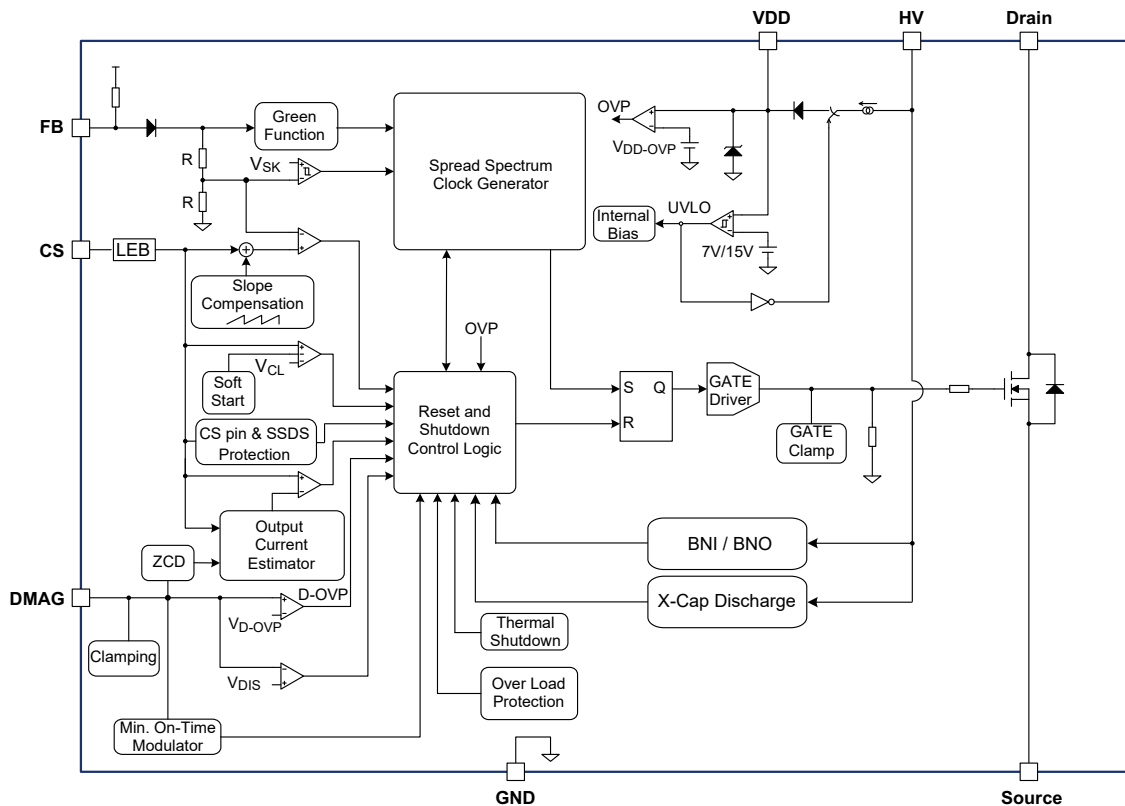 VDD
HV
Drain
FB
Green
Function
Spread Spectrum
Clock Generator
OVP
VDD-OVP
R
R
VSK
UVLO
Internal
Bias
7V/15V
CS
LEB
Slope
Compensation
OVP
VCL
Soft
Start
CS pin & SSDS
Protection
Reset and
Shutdown
Control Logic
S
Q
R
GATE
Driver
GATE
Clamp
Output
Current
Estimator
ZCD
BNI / BNO
X-Cap Discharge
DMAG
D-OVP
VD-OVP
Clamping
VDIS
Thermal
Shutdown
Over Load
Protection
Min. On-Time
Modulator
GND
Source